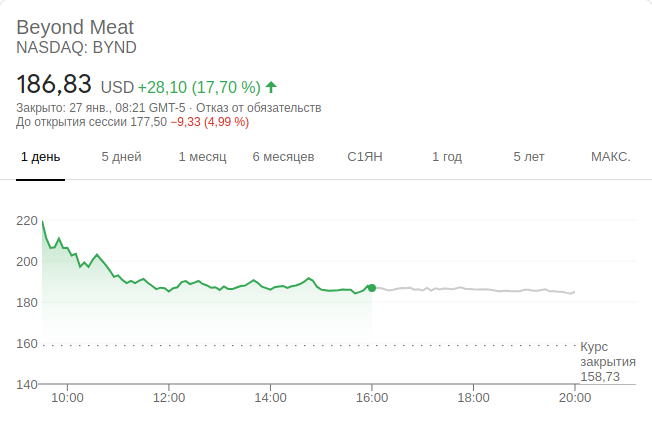 Beyond Meat
NASDAQ: BYND
186,83 USD +28,10 (17,70 %) ↑
Закрыто: 27 янв., 08:21 GMT-5 · Отказ от обязательств
До открытия сессии 177,50 −9,33 (4,99 %)
1 день 5 дней 1 месяц 6 месяцев С1ЯН 1 год 5 лет МАКС.
220
200
180
160
Курс
закрытия
158,73
140
10:00 12:00 14:00 16:00 18:00 20:00